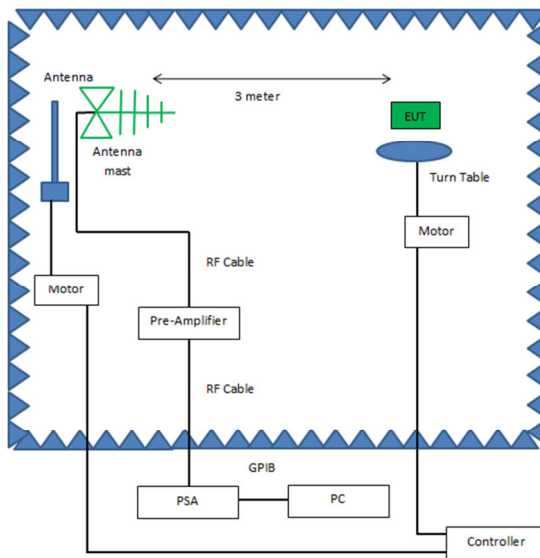 Antenna
3 meter
EUT
Antenna
mast
Turn Table
Motor
RF Cable
Motor
Pre-Amplifier
RF Cable
GPIB
PSA
PC
Controller